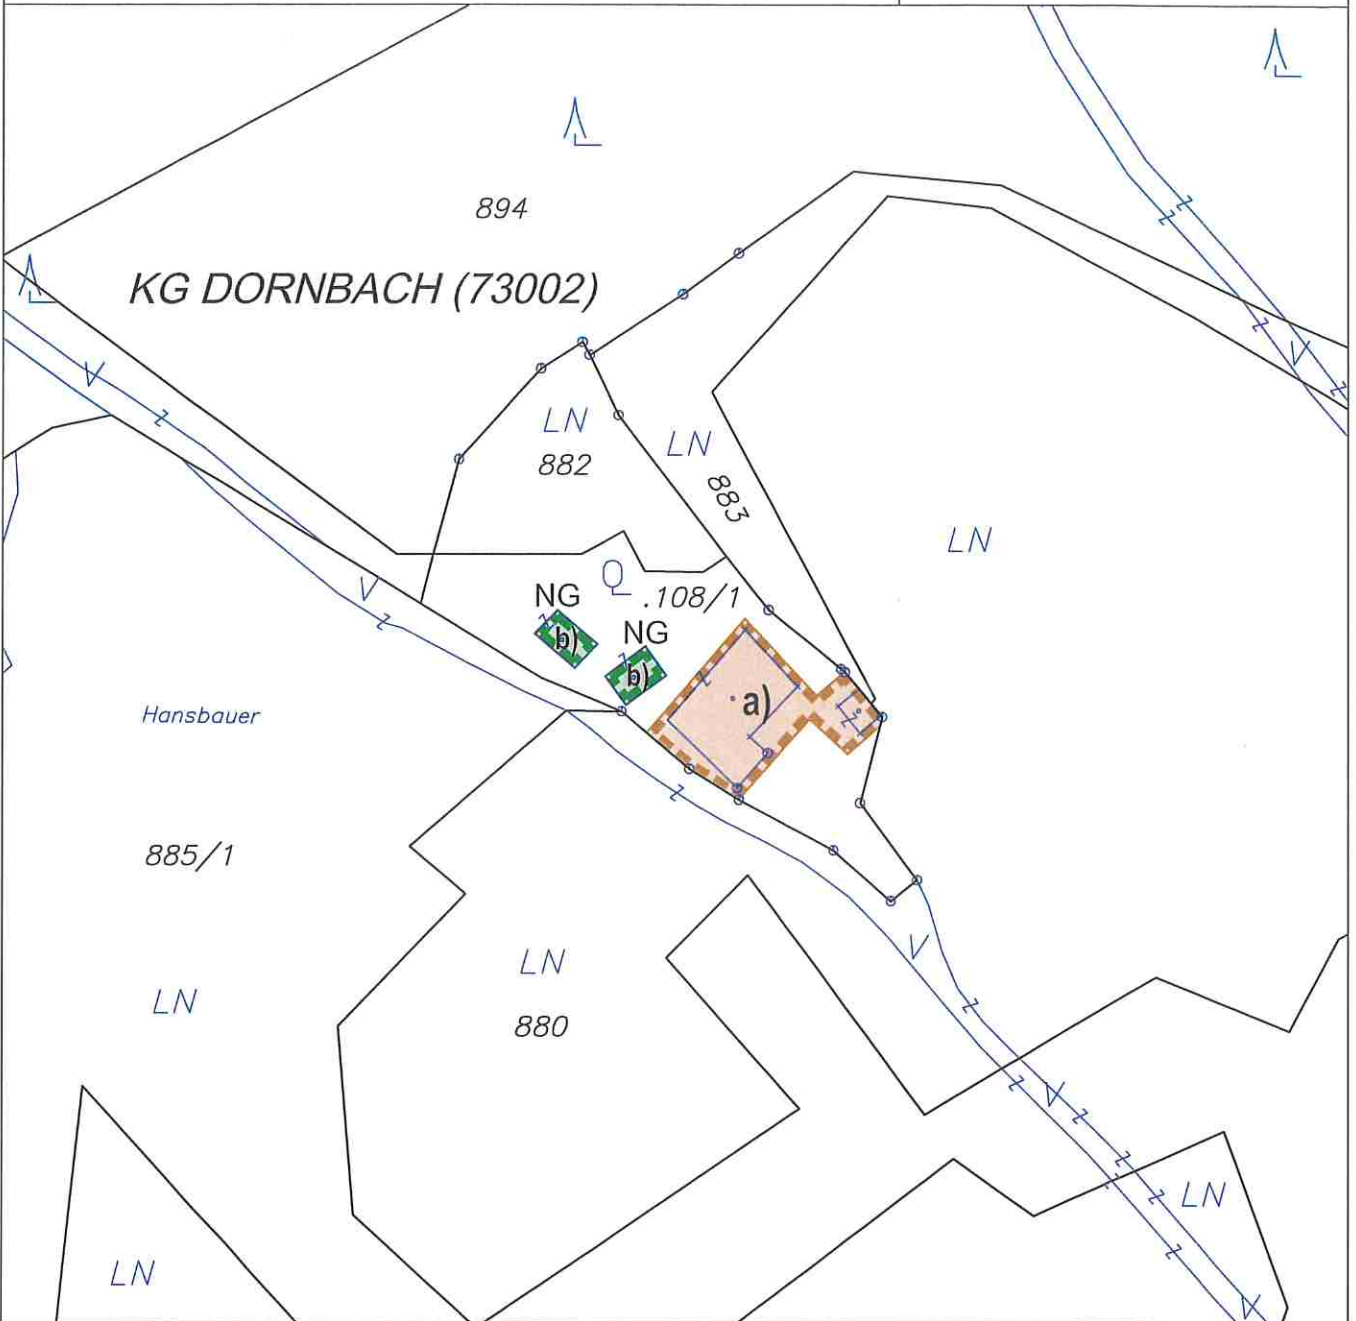 894
KG DORNBACH (73002)
V
V
LN
882
LN
883
LN
V
NG
.108/1
b)
NG
b)
a)
Hansbauer
885/1
LN
LN
880
V
V
LN
LN
V